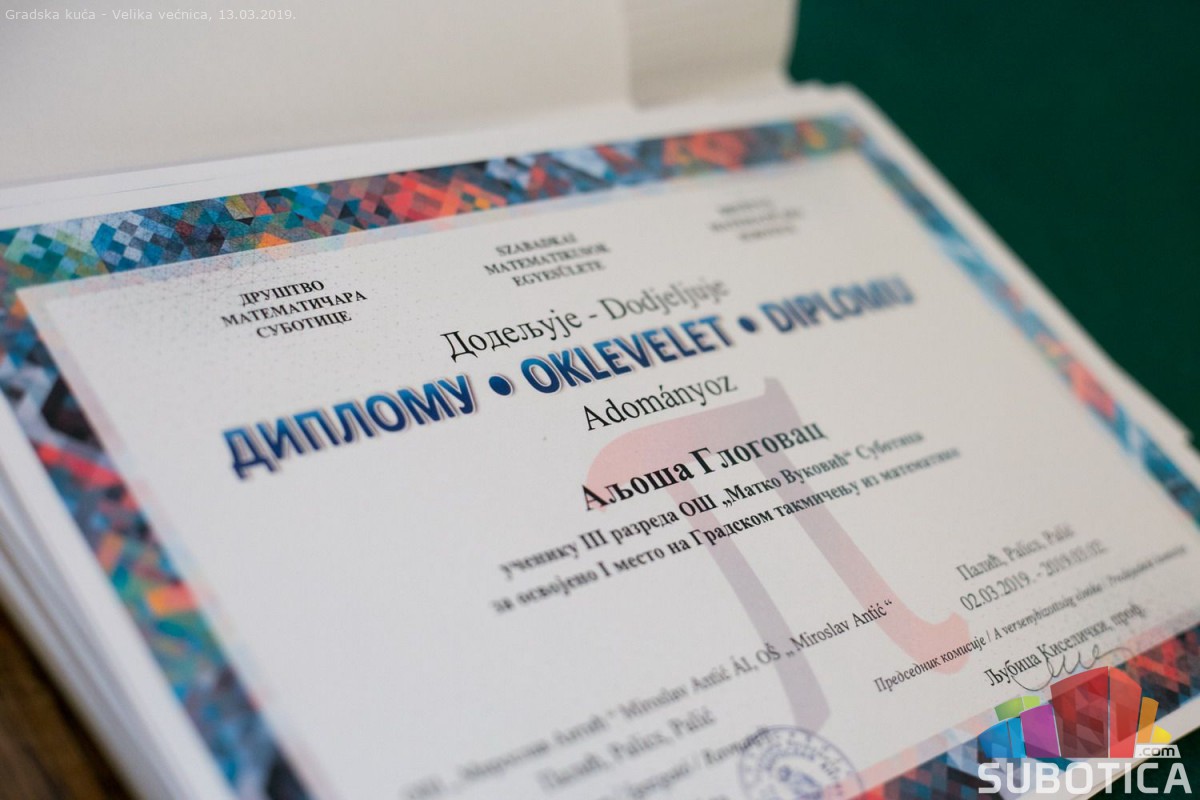 Gradska kuća - Velika većnica, 13.03.2019.
ДРУШТВО
МАТЕМАТИЧАРА
СУБОТИЦЕ
SZABADKAI
MATEMATIKUSOK
EGYESÜLETE
Додељује - Dodjeljuje
ДИПЛОМУ • OKLEVELET • DIPLOMU
Adományoz
Аљоша Глоговац
ученику III разреда ОШ „Матко Вуковић“ Суботица
за освојено I место на Градском такмичењу из математике
Палић, Palics, Palić
02.03.2019. - 2019.03.02.
Председник комисије / A versenybizottság elnöke /
Љубица Киселички, проф.
Miroslav Antić ÁI, OŠ „Miroslav Antić“
Палић, Palics, Palić
SUBOTICA
.com